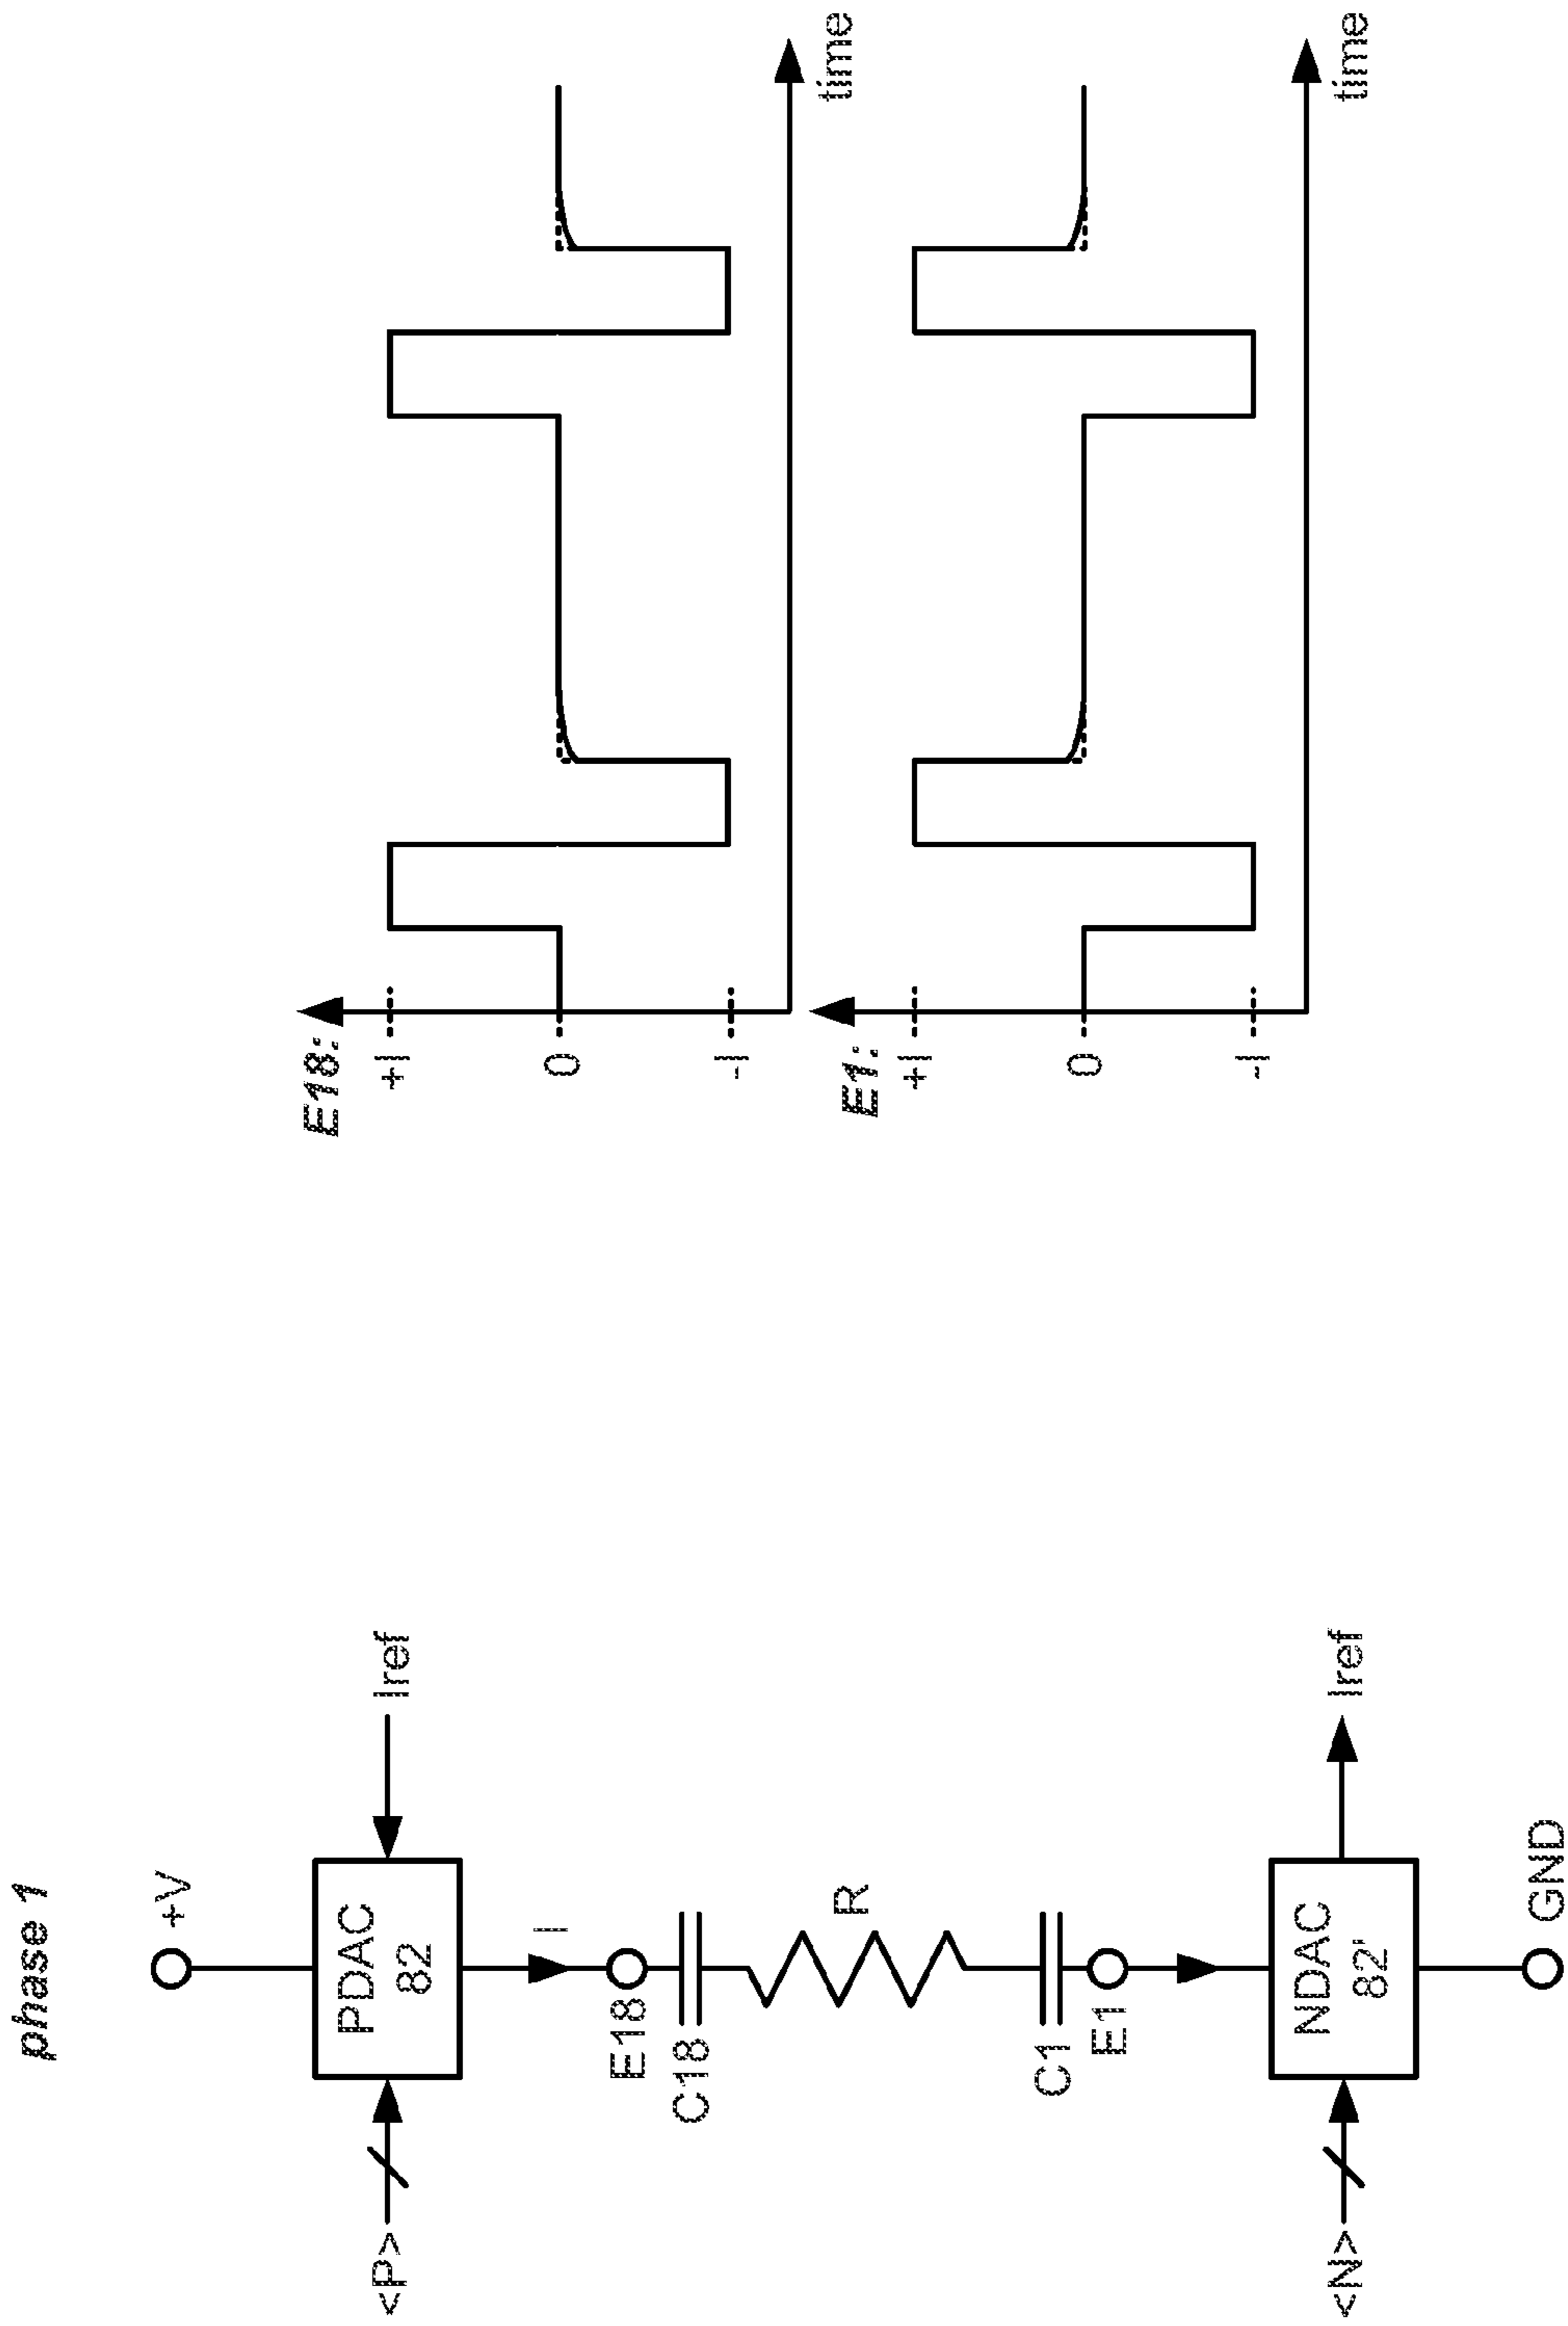 phase 1
+V
<P>
PDAC
82
Iref
I
E18
C18
R
C1
E1
<N>
NDAC
82'
Iref
GND
E18:
+I
0
-I
time
E1:
+I
0
-I
time